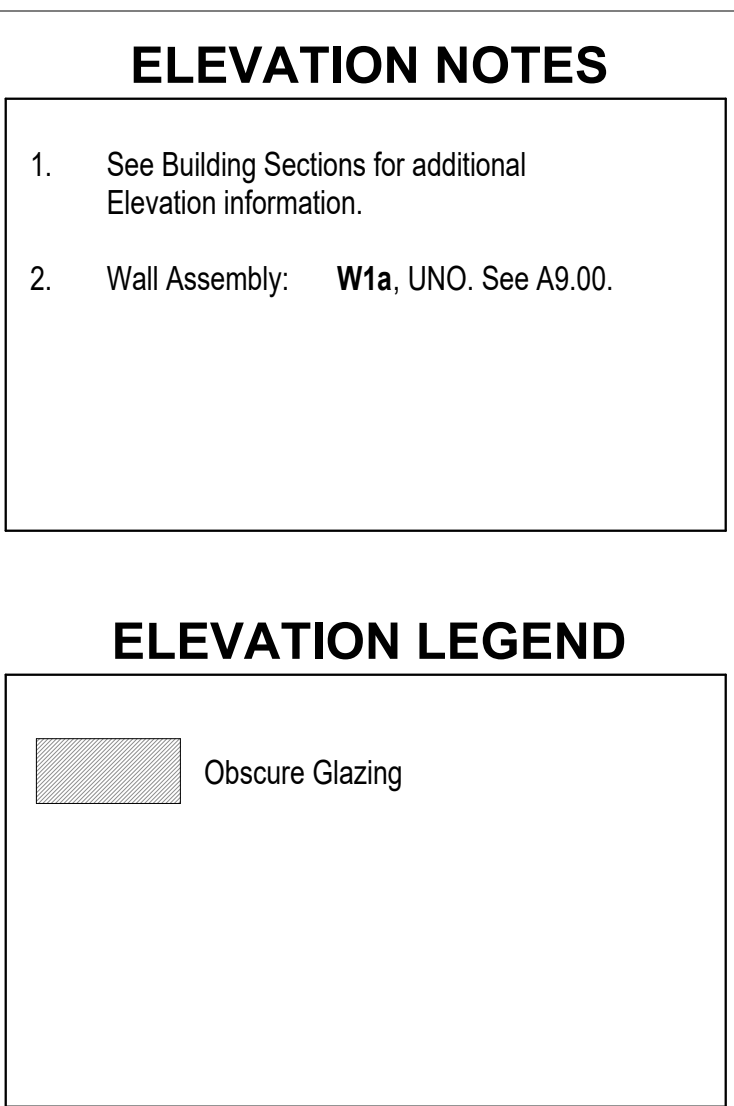 ELEVATION NOTES
1. See Building Sections for additional
Elevation information.
2. Wall Assembly: W1a, UNO. See A9.00.
ELEVATION LEGEND
Obscure Glazing